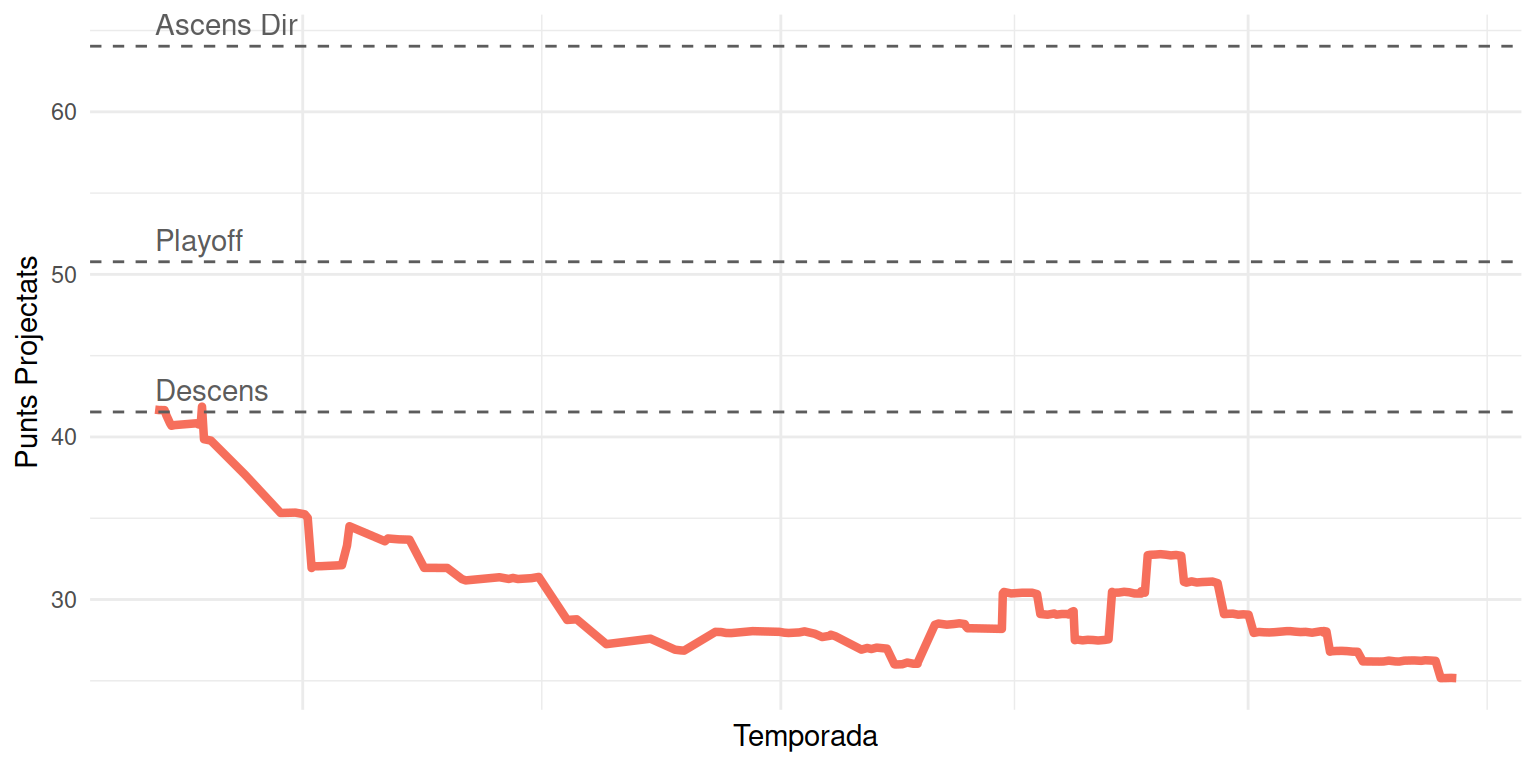 Ascens Dir
60
Playoff
50
Descens
40
30
Punts Projectats
Temporada